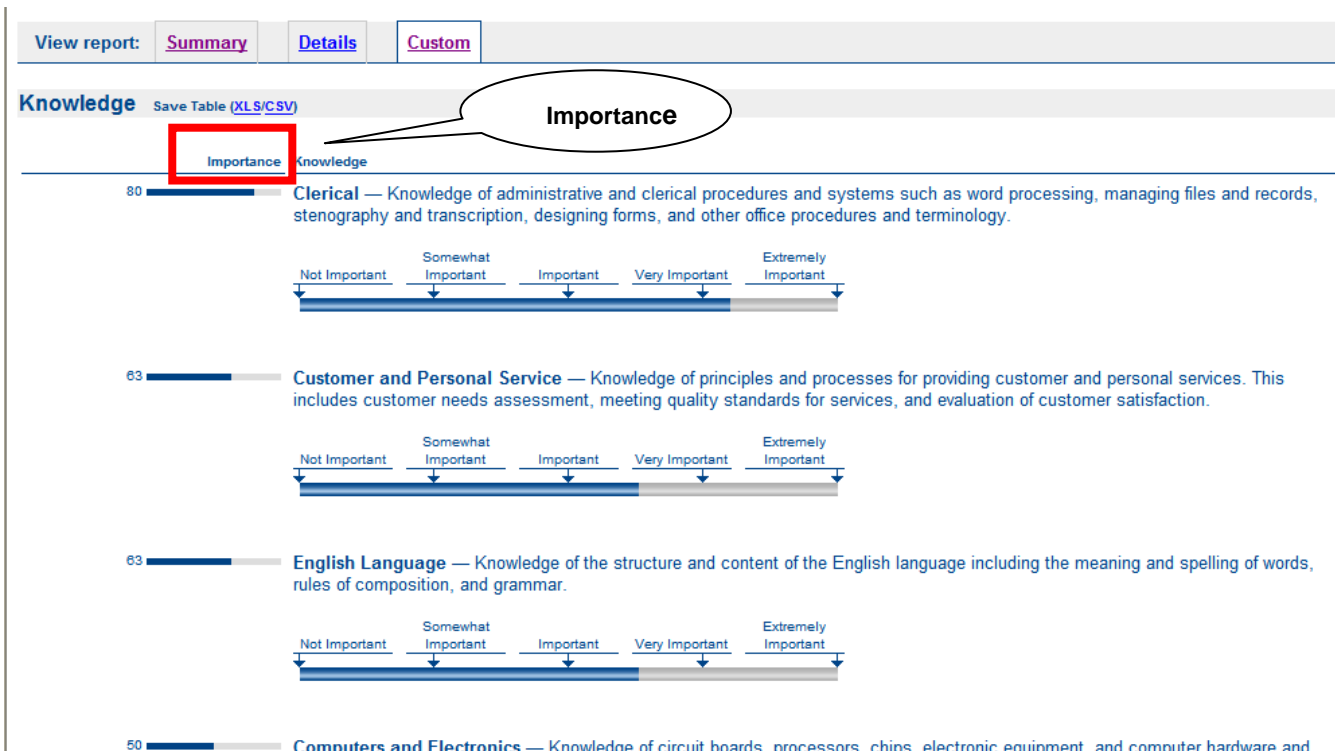 View report: Summary Details Custom
Knowledge Save Table (XLS/CSV)
Importance
Importance Knowledge
80 Clerical — Knowledge of administrative and clerical procedures and systems such as word processing, managing files and records,
stenography and transcription, designing forms, and other office procedures and terminology.
Somewhat Extremely
Not Important Important Important Very Important Important
63 Customer and Personal Service — Knowledge of principles and processes for providing customer and personal services. This
includes customer needs assessment, meeting quality standards for services, and evaluation of customer satisfaction.
Somewhat Extremely
Not Important Important Important Very Important Important
63 English Language — Knowledge of the structure and content of the English language including the meaning and spelling of words,
rules of composition, and grammar.
Somewhat Extremely
Not Important Important Important Very Important Important
50 Computers and Electronics — Knowledge of circuit boards, processors, chips, electronic equipment, and computer hardware and